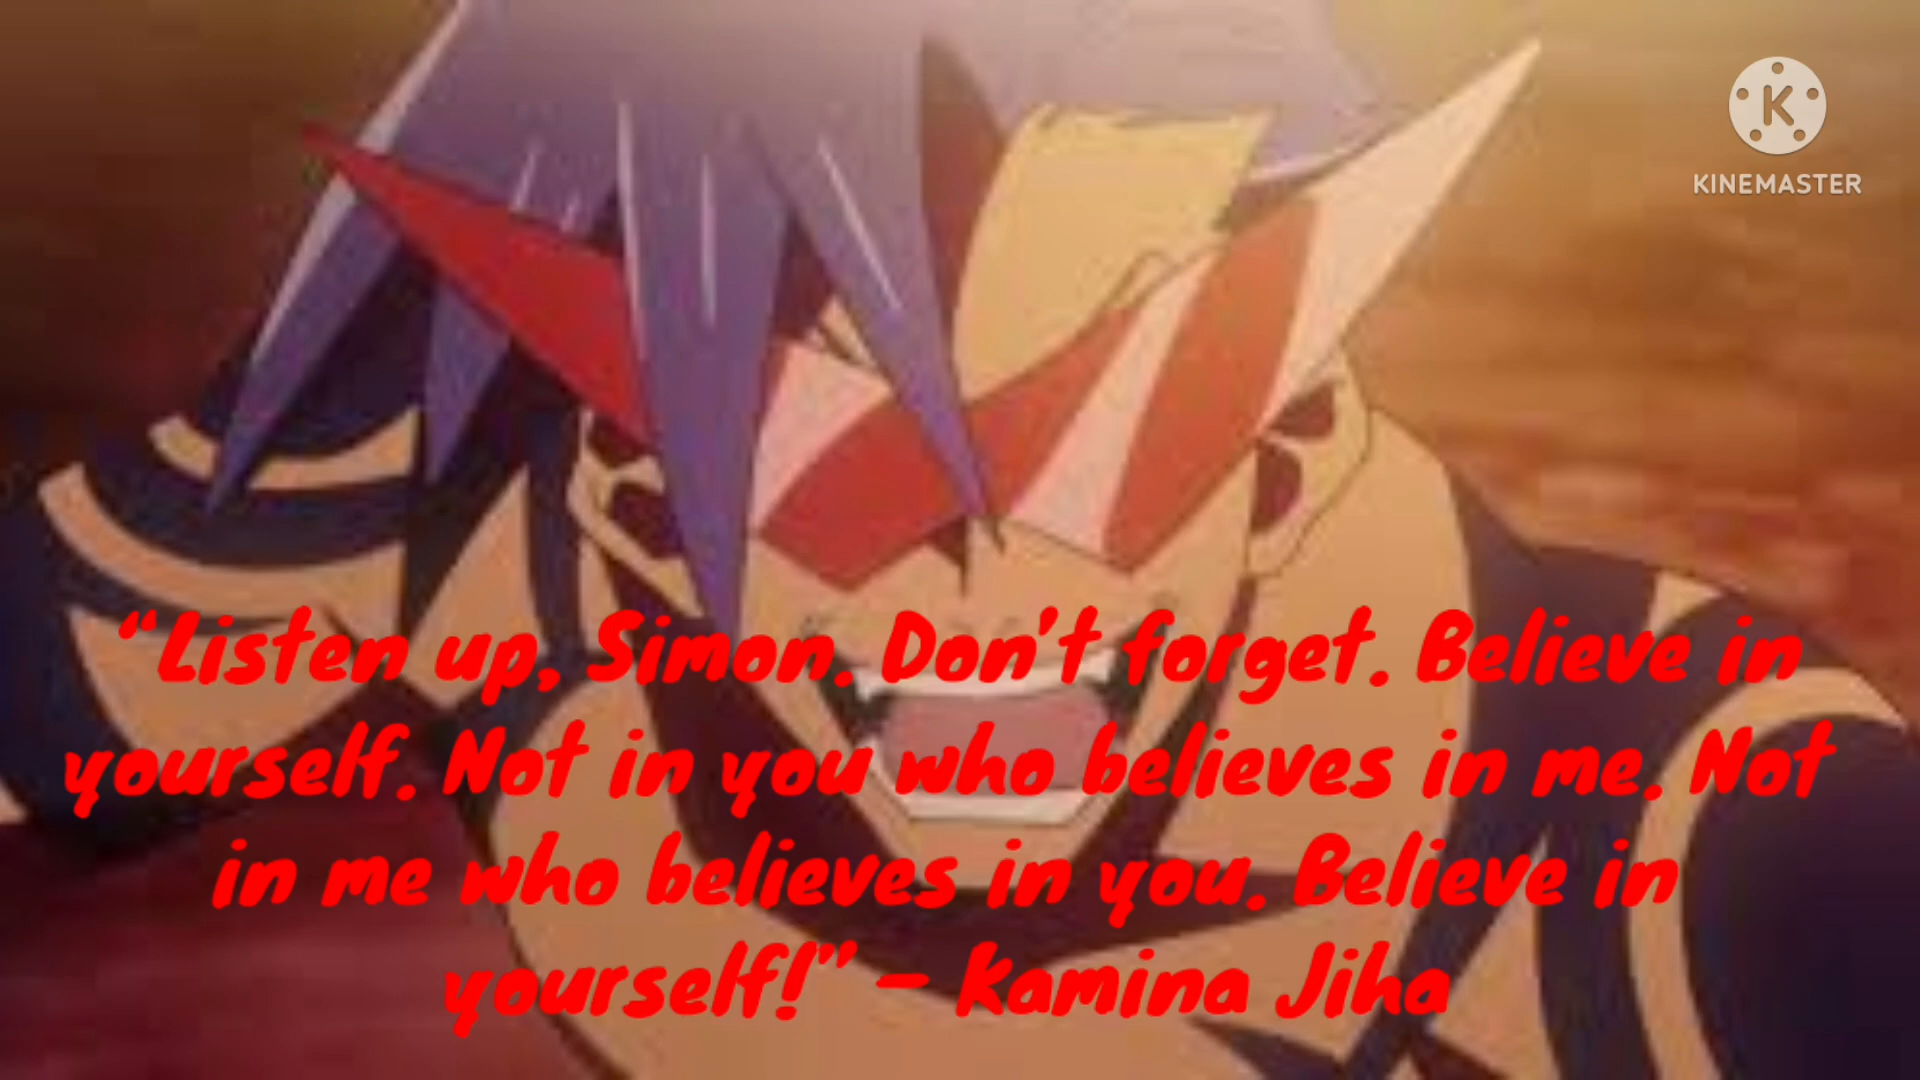 KINEMASTER
“Listen up, Simon. Don’t forget. Believe in
yourself. Not in you who believes in me. Not
in me who believes in you. Believe in
yourself!” – Kamina Jiha